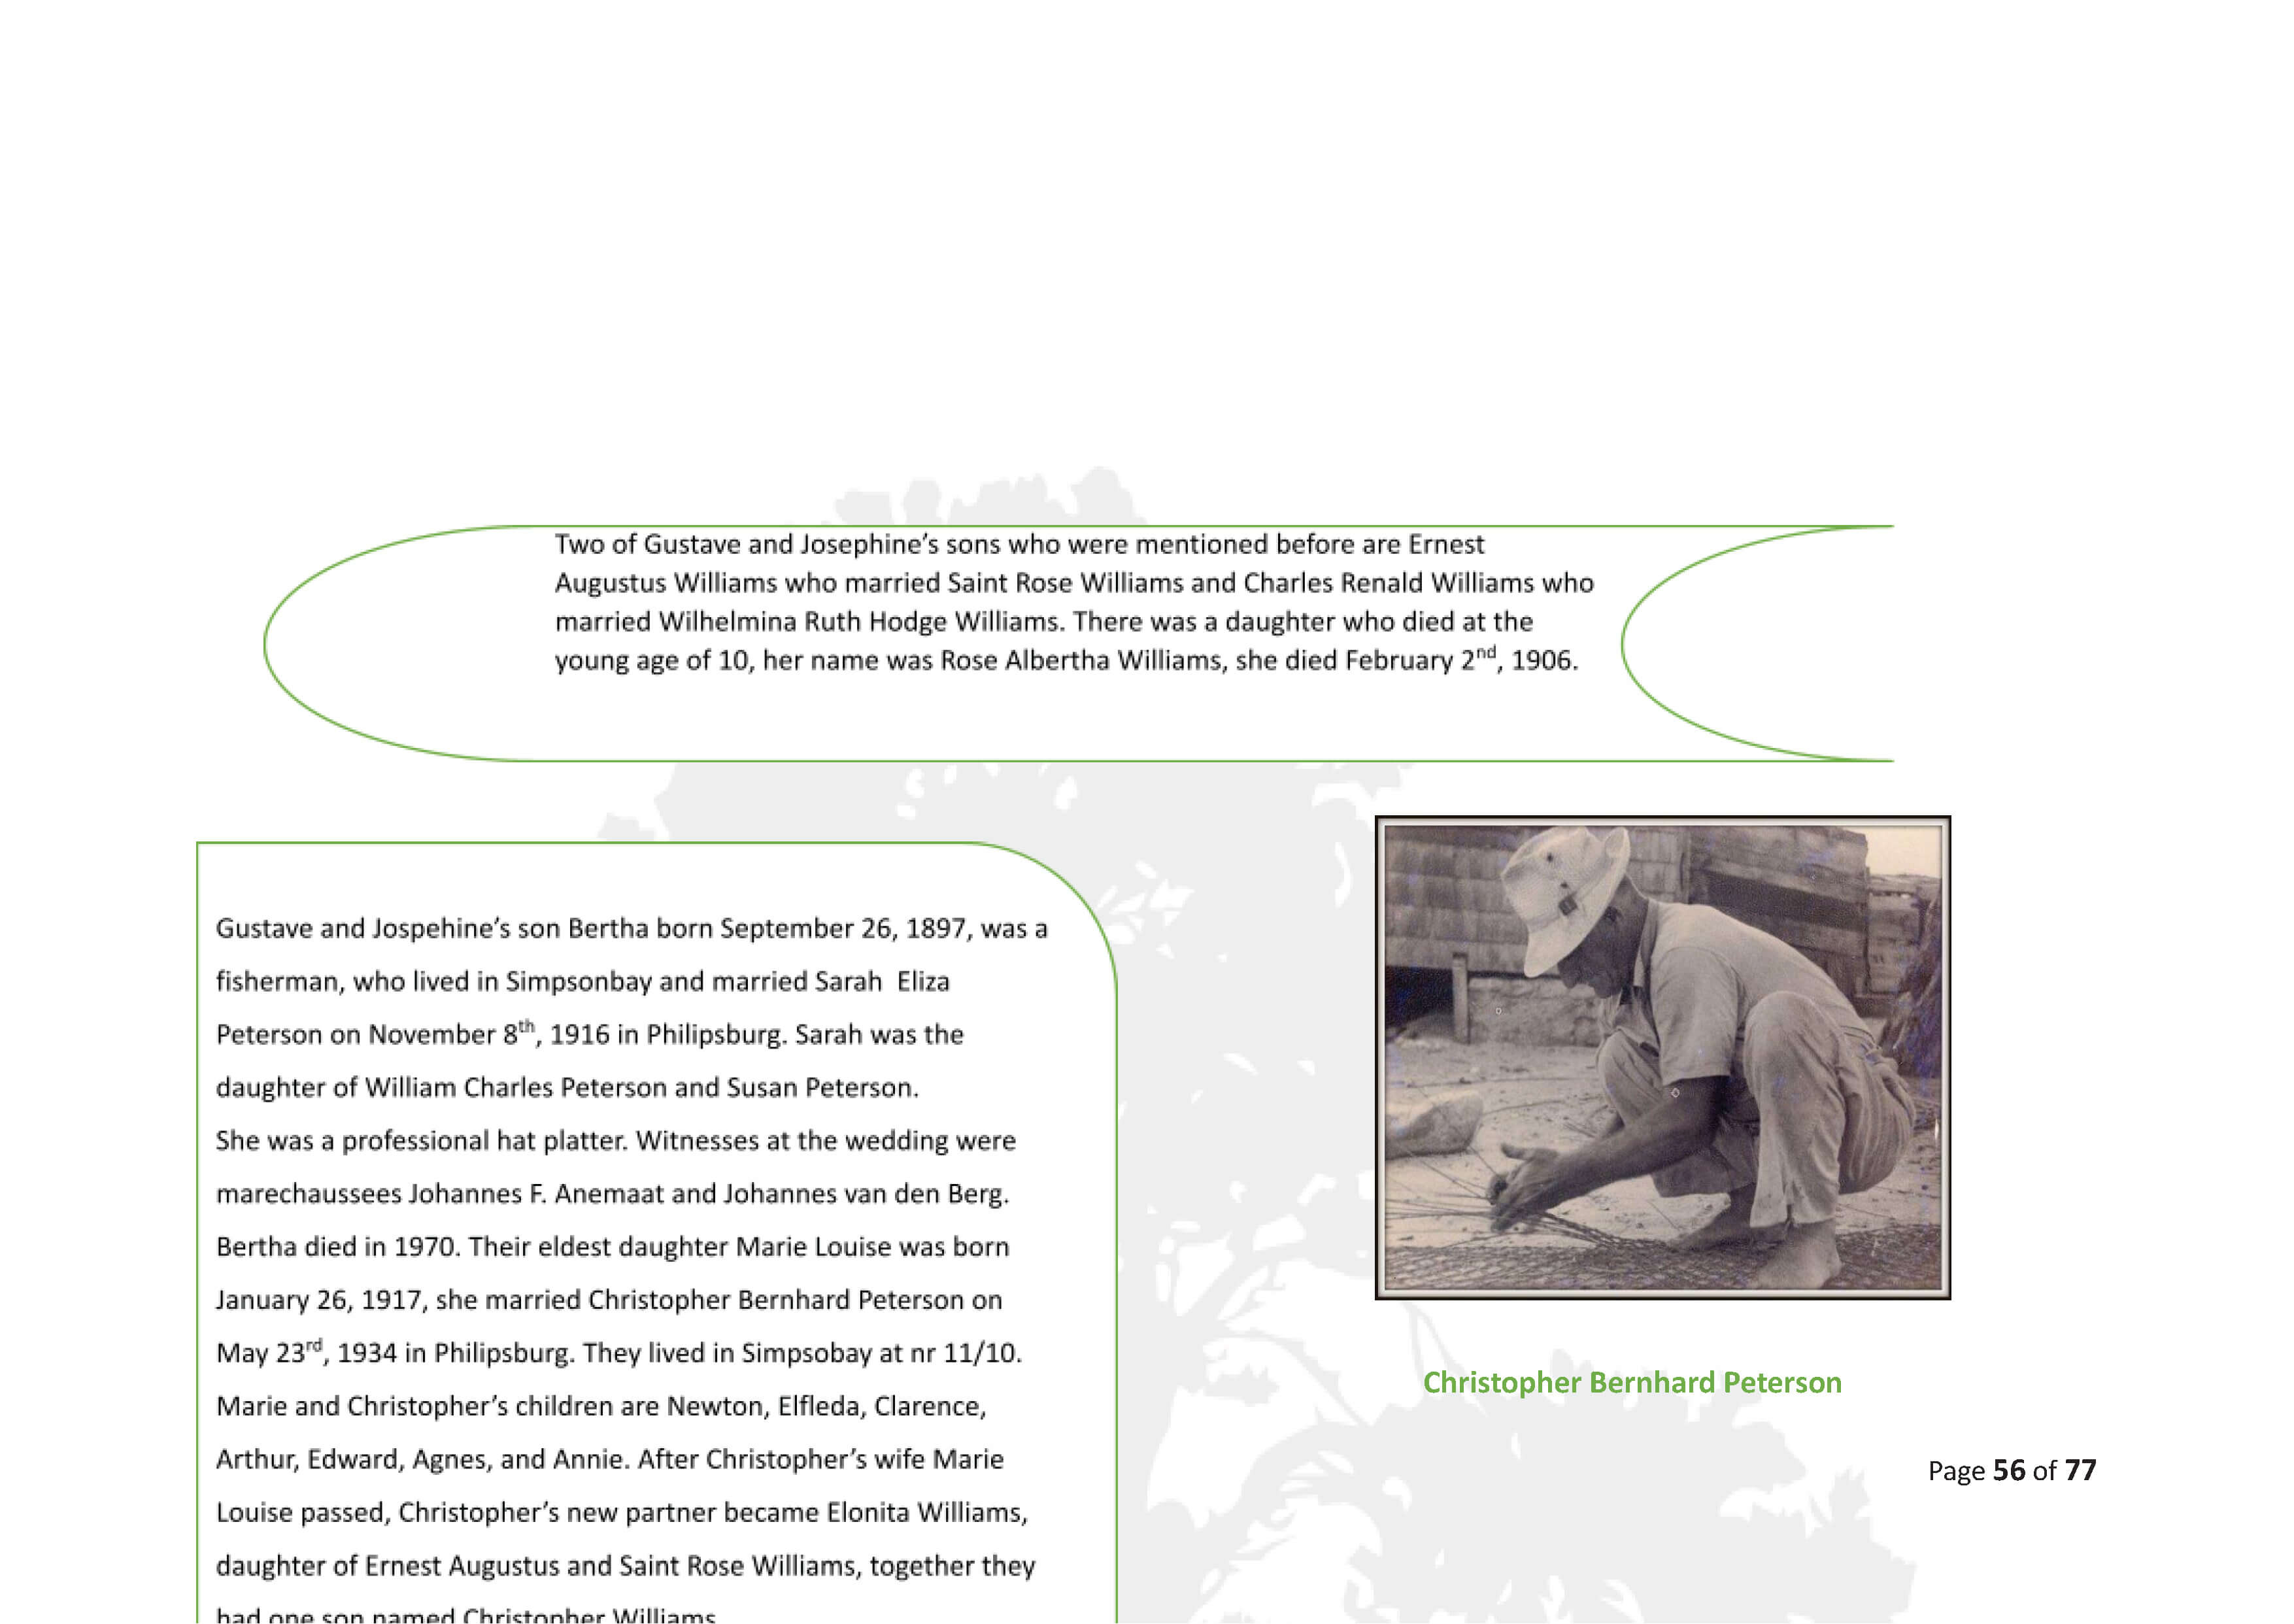 Two of Gustave and Josephine’s sons who were mentioned before are Ernest
Augustus Williams who married Saint Rose Williams and Charles Renald Williams who
married Wilhelmina Ruth Hodge Williams. There was a daughter who died at the
young age of 10, her name was Rose Albertha Williams, she died February 2nd, 1906.
Gustave and Jospehine’s son Bertha born September 26, 1897, was a
fisherman, who lived in Simpsonbay and married Sarah  Eliza
Peterson on November 8th, 1916 in Philipsburg. Sarah was the
daughter of William Charles Peterson and Susan Peterson.
She was a professional hat platter. Witnesses at the wedding were
marechaussees Johannes F. Anemaat and Johannes van den Berg.
Bertha died in 1970. Their eldest daughter Marie Louise was born
January 26, 1917, she married Christopher Bernhard Peterson on
May 23rd, 1934 in Philipsburg. They lived in Simpsobay at nr 11/10.
Marie and Christopher’s children are Newton, Elfleda, Clarence,
Arthur, Edward, Agnes, and Annie. After Christopher’s wife Marie
Louise passed, Christopher’s new partner became Elonita Williams,
daughter of Ernest Augustus and Saint Rose Williams, together they
had one son named Christopher Williams
Christopher Bernhard Peterson
Page 56 of 77